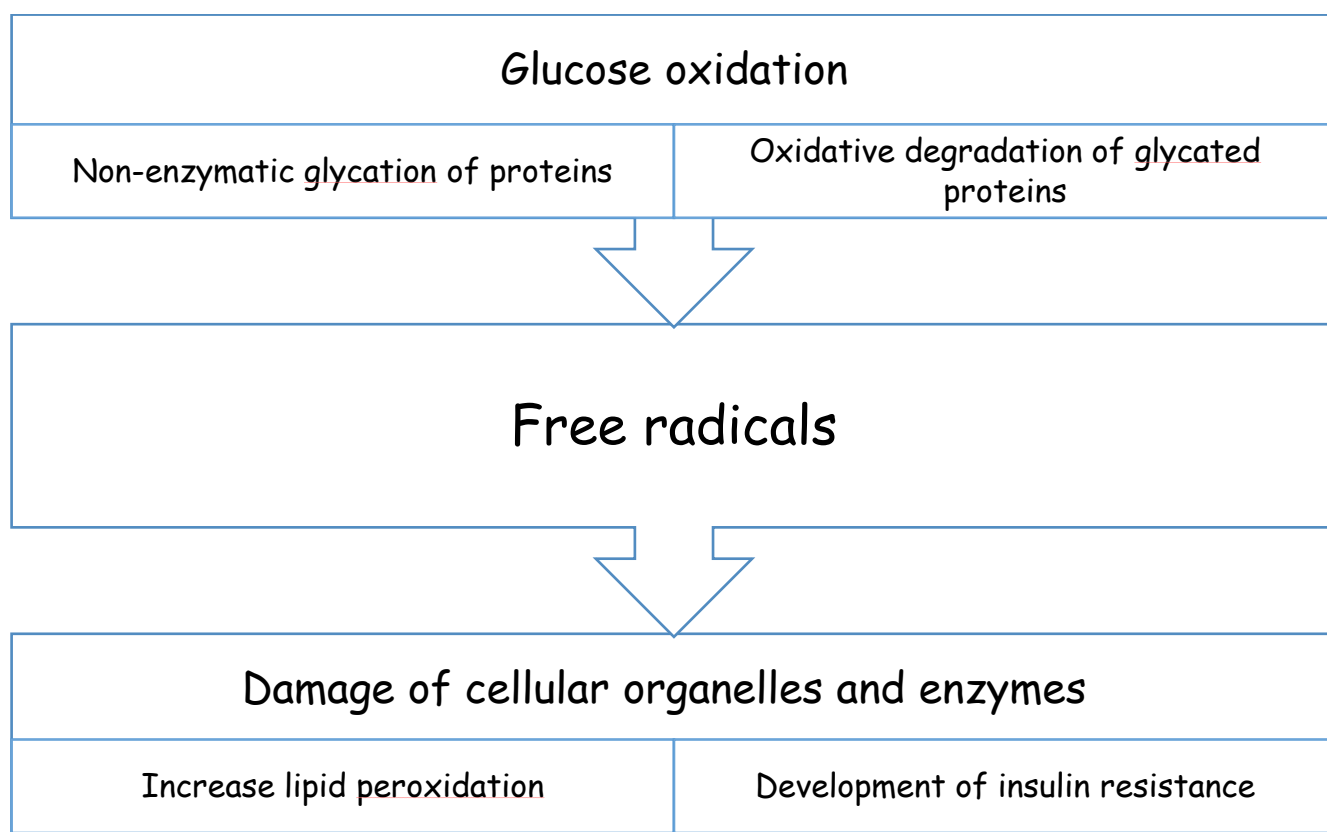 Glucose oxidation
Non-enzymatic glycation of proteins
Oxidative degradation of glycated
proteins
Free radicals
Damage of cellular organelles and enzymes
Increase lipid peroxidation
Development of insulin resistance